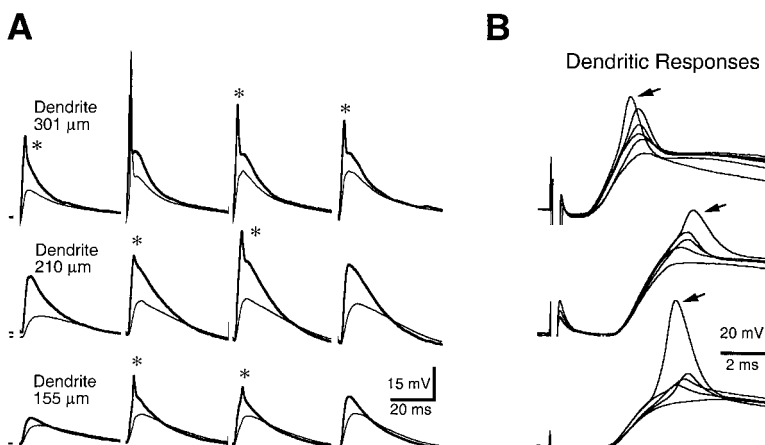 A
B
Dendritic Responses
Dendrite
301 µm
*
*
*
Dendrite
210 µm
*
*
Dendrite
155 µm
*
*
15 mV
20 ms
20 mV
2 ms